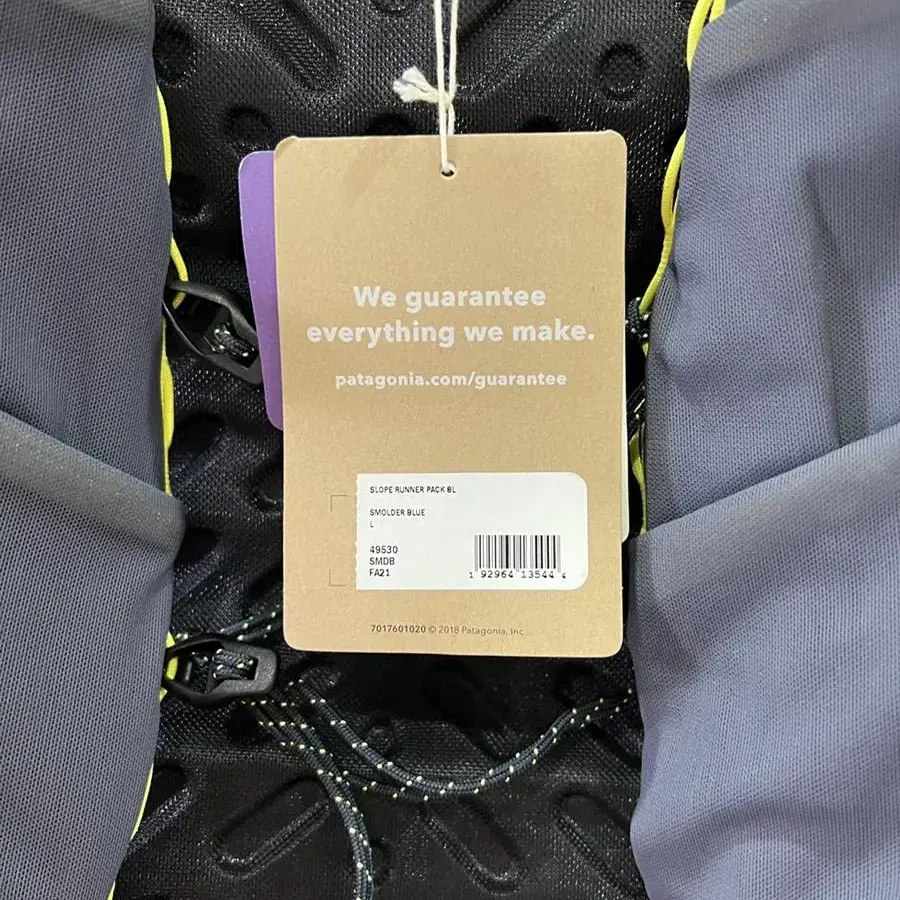 We guarantee
everything we make.
patagonia.com/guarantee
SLOPE RUNNER PACK 8L
SMOLDER BLUE
L
49530
SMDB
FA21
1 92964 13544 4
7017601020 © 2018 Patagonia, Inc.